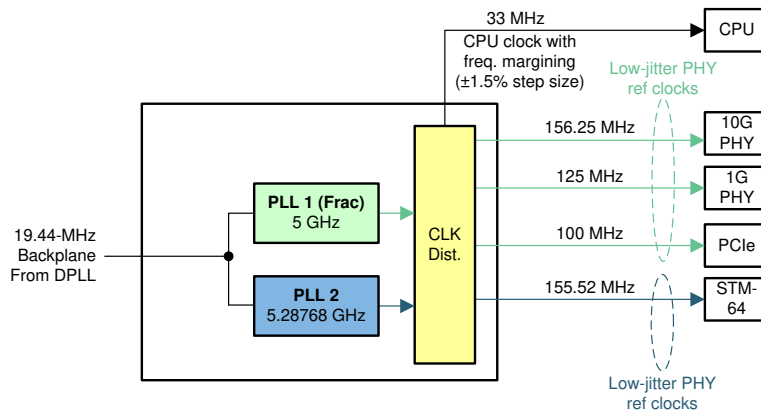 33 MHz
CPU clock with
freq. margining
(±1.5% step size)
CPU
Low-jitter PHY
ref clocks
156.25 MHz
10G
PHY
125 MHz
1G
PHY
PLL 1 (Frac)
5 GHz
CLK
Dist.
100 MHz
PCIe
19.44-MHz
Backplane
From DPLL
PLL 2
5.28768 GHz
155.52 MHz
STM-
64
Low-jitter PHY
ref clocks